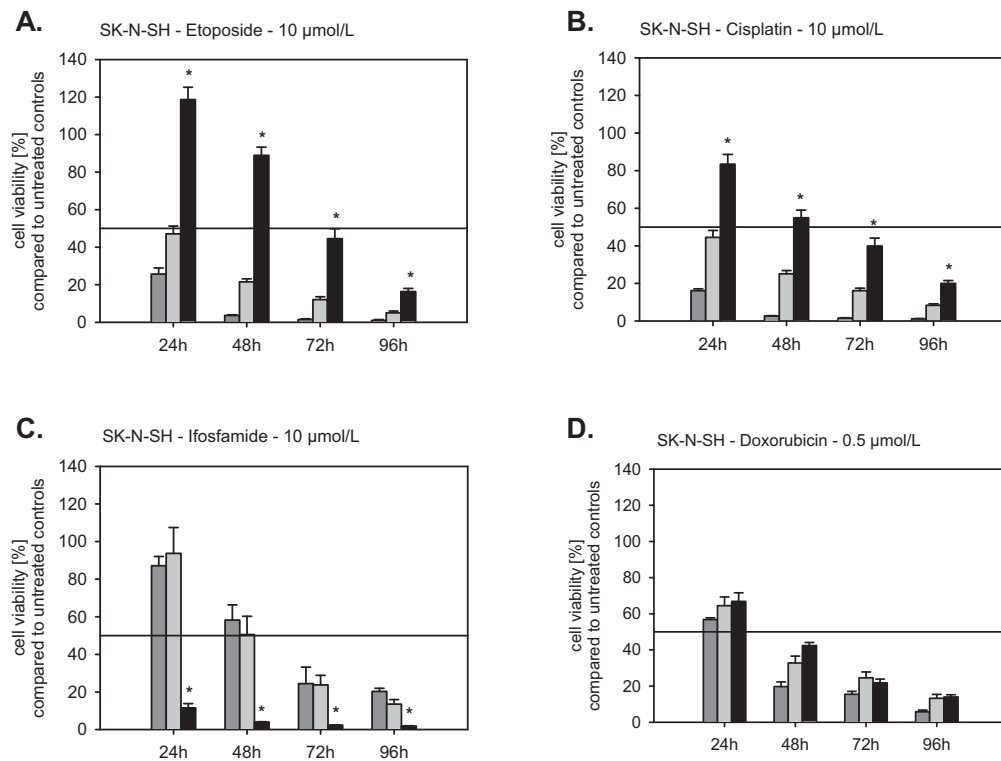 A.
SK-N-SH - Etoposide - 10 µmol/L
cell viability [%]
compared to untreated controls
140
120
100
80
60
40
20
0
* * * *
24h 48h 72h 96h
B.
SK-N-SH - Cisplatin - 10 µmol/L
cell viability [%]
compared to untreated controls
140
120
100
80
60
40
20
0
* * * *
24h 48h 72h 96h
C.
SK-N-SH - Ifosfamide - 10 µmol/L
cell viability [%]
compared to untreated controls
140
120
100
80
60
40
20
0
* * * *
24h 48h 72h 96h
D.
SK-N-SH - Doxorubicin - 0.5 µmol/L
cell viability [%]
compared to untreated controls
140
120
100
80
60
40
20
0
24h 48h 72h 96h